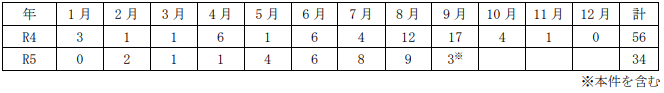 年 1月 2月 3月 4月 5月 6月 7月 8月 9月 10月 11月 12月 計
R4 3 1 1 6 1 6 4 12 17 4 1 0 56
R5 0 2 1 1 4 6 8 9 3※ 34
※本件を含む